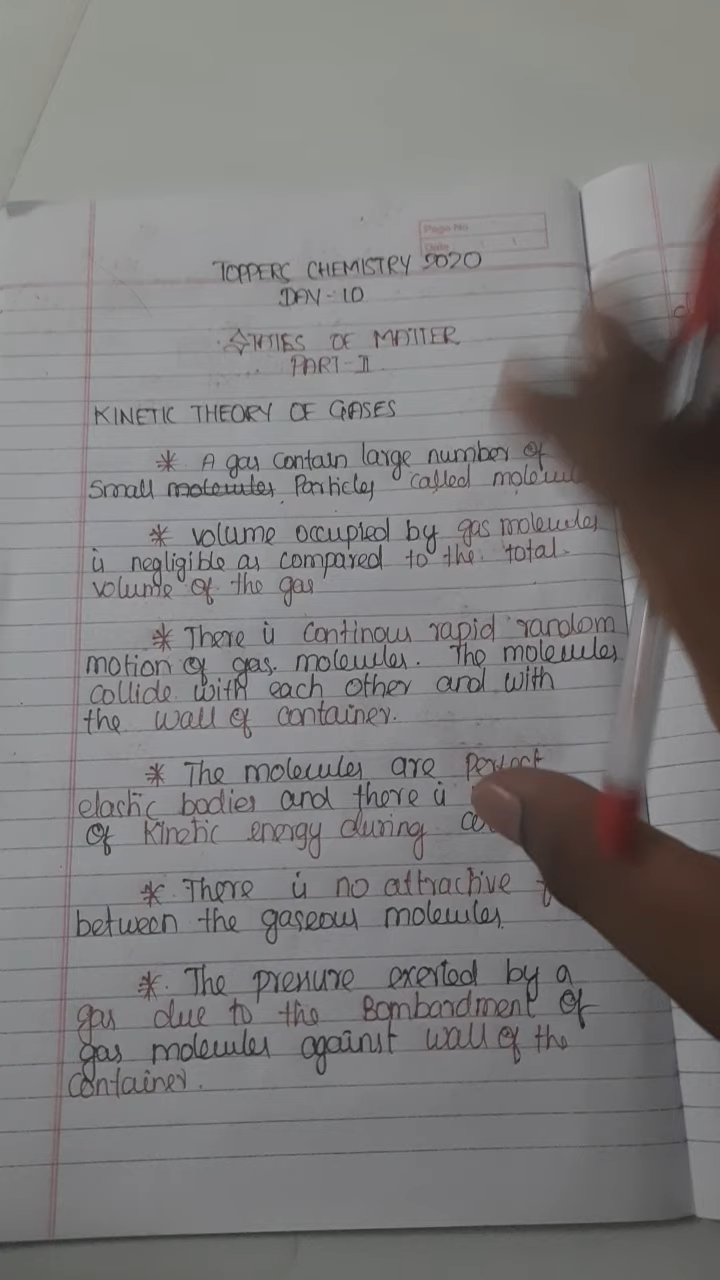 Page No
Date
TOPPERS CHEMISTRY 2020
DAY-10
STATES OF MATTER
PART-II
KINETIC THEORY OF GASES
* A gas contain large number of
Small molecules Particles called
* volume occupied by gas molecules
is negligible as compared to the total
volume of the gas
* There is continous rapid random
motion of gas molecules. The molecules
collide with each other and with
the wall of container.
* The molecules are perfect
elastic bodies and there is
of Kinetic energy during
* There is no attractive
between the gaseous molecules.
* The pressure exerted by a
gas due to the Bombardment of
gas molecules against wall of the
container.